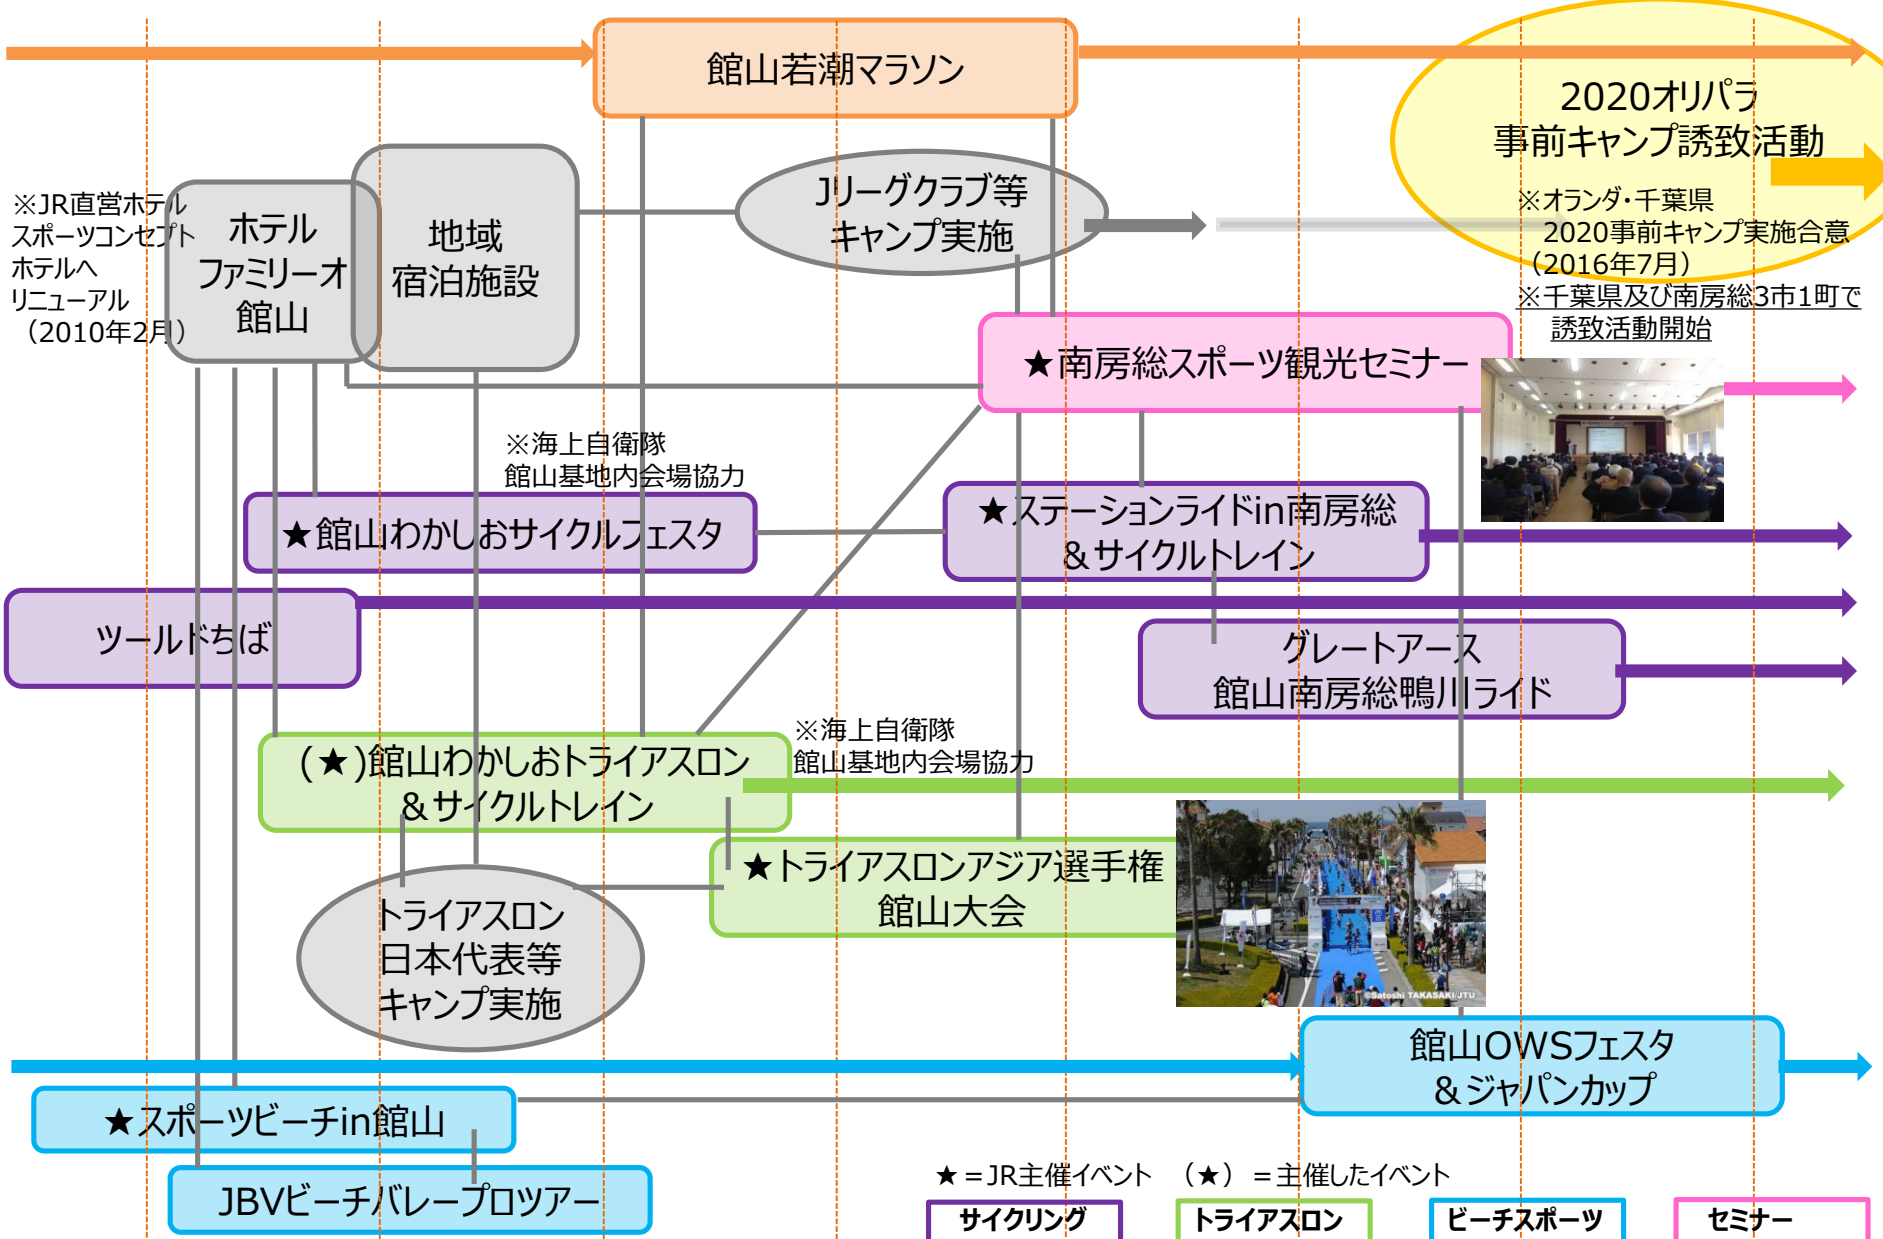 館山若潮マラソン
2020オリパラ
事前キャンプ誘致活動
※オランダ・千葉県
2020事前キャンプ実施合意
（2016年7月）
※千葉県及び南房総3市1町で
誘致活動開始
※JR直営ホテル
スポーツコンセプト
ホテルへ
リニューアル
（2010年2月）
ホテル
ファミリーオ
館山
地域
宿泊施設
Jリーグクラブ等
キャンプ実施
★南房総スポーツ観光セミナー
※海上自衛隊
館山基地内会場協力
★館山わかしおサイクルフェスタ
★ステーションライドin南房総
＆サイクルトレイン
ツールドちば
グレートアース
館山南房総鴨川ライド
(★)館山わかしおトライアスロン
＆サイクルトレイン
※海上自衛隊
館山基地内会場協力
★トライアスロンアジア選手権
館山大会
©Satoshi TAKASAKI/JTU
トライアスロン
日本代表等
キャンプ実施
館山OWSフェスタ
＆ジャパンカップ
★スポーツビーチin館山
JBVビーチバレープロツアー
★＝JR主催イベント （★）＝主催したイベント
サイクリング
トライアスロン
ビーチスポーツ
セミナー